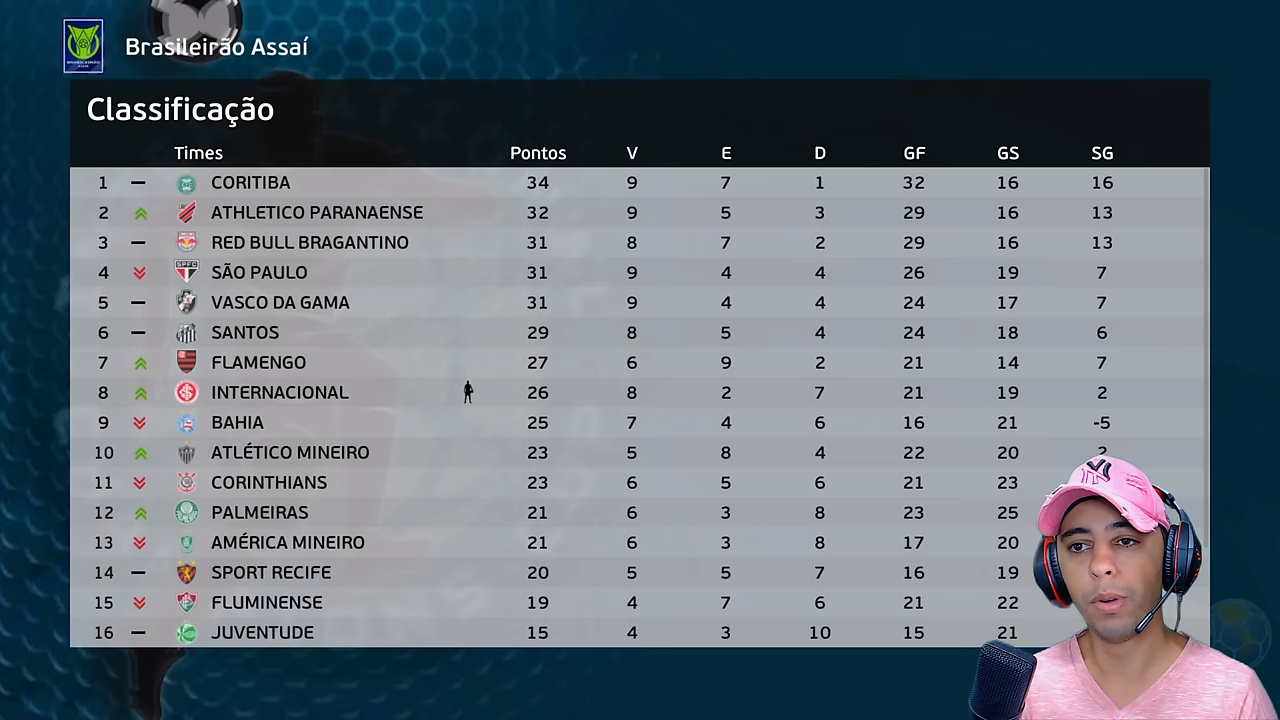 Brasileirão Assaí
Classificação
Times Pontos V E D GF GS SG
1 CORITIBA 34 9 7 1 32 16 16
2 ATHLETICO PARANAENSE 32 9 5 3 29 16 13
3 RED BULL BRAGANTINO 31 8 7 2 29 16 13
4 SÃO PAULO 31 9 4 4 26 19 7
5 VASCO DA GAMA 31 9 4 4 24 17 7
6 SANTOS 29 8 5 4 24 18 6
7 FLAMENGO 27 6 9 2 21 14 7
8 INTERNACIONAL 26 8 2 7 21 19 2
9 BAHIA 25 7 4 6 16 21 -5
10 ATLÉTICO MINEIRO 23 5 8 4 22 20 2
11 CORINTHIANS 23 6 5 6 21 23
12 PALMEIRAS 21 6 3 8 23 25
13 AMÉRICA MINEIRO 21 6 3 8 17 20
14 SPORT RECIFE 20 5 5 7 16 19
15 FLUMINENSE 19 4 7 6 21 22
16 JUVENTUDE 15 4 3 10 15 21